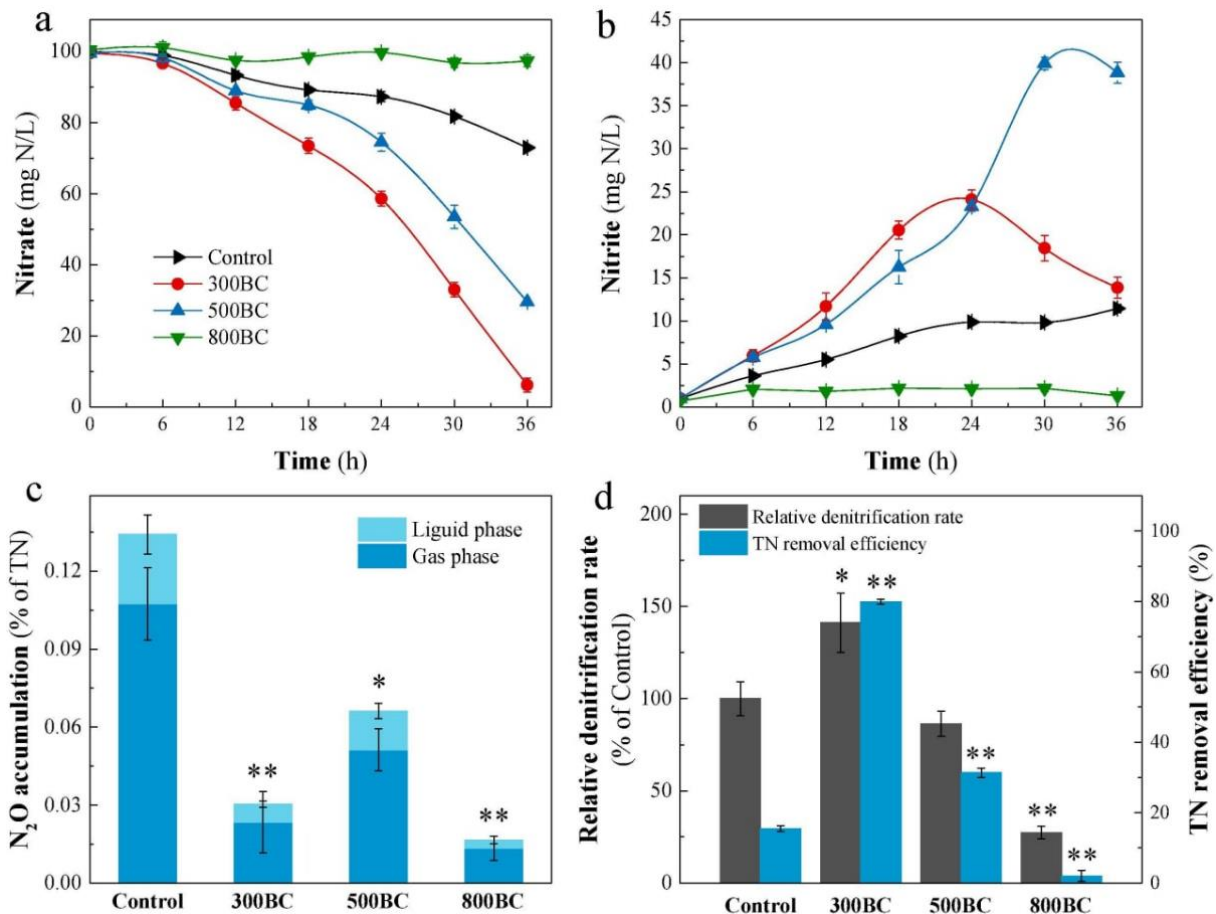 a
Nitrate (mg N/L)
100
80
60
40
20
0
Control
300BC
500BC
800BC
0 6 12 18 24 30 36
Time (h)
b
Nitrite (mg N/L)
45
40
35
30
25
20
15
10
5
0
0 6 12 18 24 30 36
Time (h)
c
N₂O accumulation (% of TN)
0.12
0.09
0.06
0.03
0.00
Liguid phase
Gas phase
**
*
**
Control 300BC 500BC 800BC
d
Relative denitrification rate
(% of Control)
200
150
100
50
0
Relative denitrification rate
TN removal efficiency
* **
**
**
**
Control 300BC 500BC 800BC
100
80
60
40
20
0
TN removal efficiency (%)